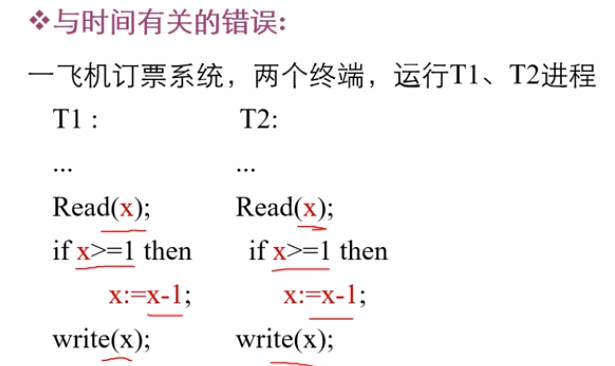 ❖与时间有关的错误:
一飞机订票系统，两个终端，运行T1、T2进程
T1 : T2:
... ...
Read(x); Read(x);
if x>=1 then if x>=1 then
x:=x-1; x:=x-1;
write(x); write(x);